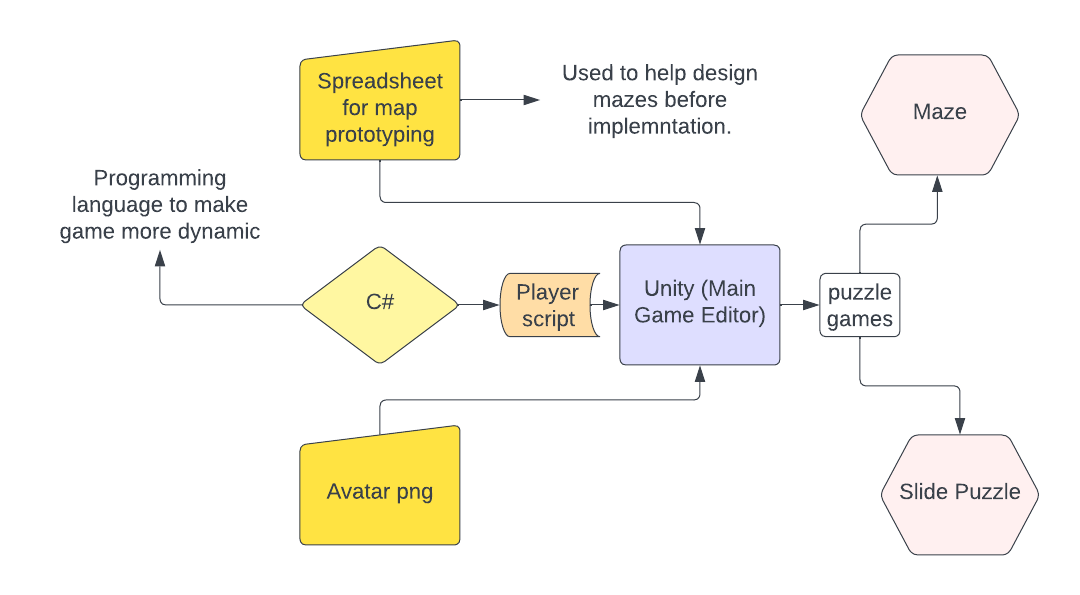 Spreadsheet
for map
prototyping
Used to help design
mazes before
implemntation.
Maze
Programming
language to make
game more dynamic
C#
Player
script
Unity (Main
Game Editor)
puzzle
games
Avatar png
Slide Puzzle